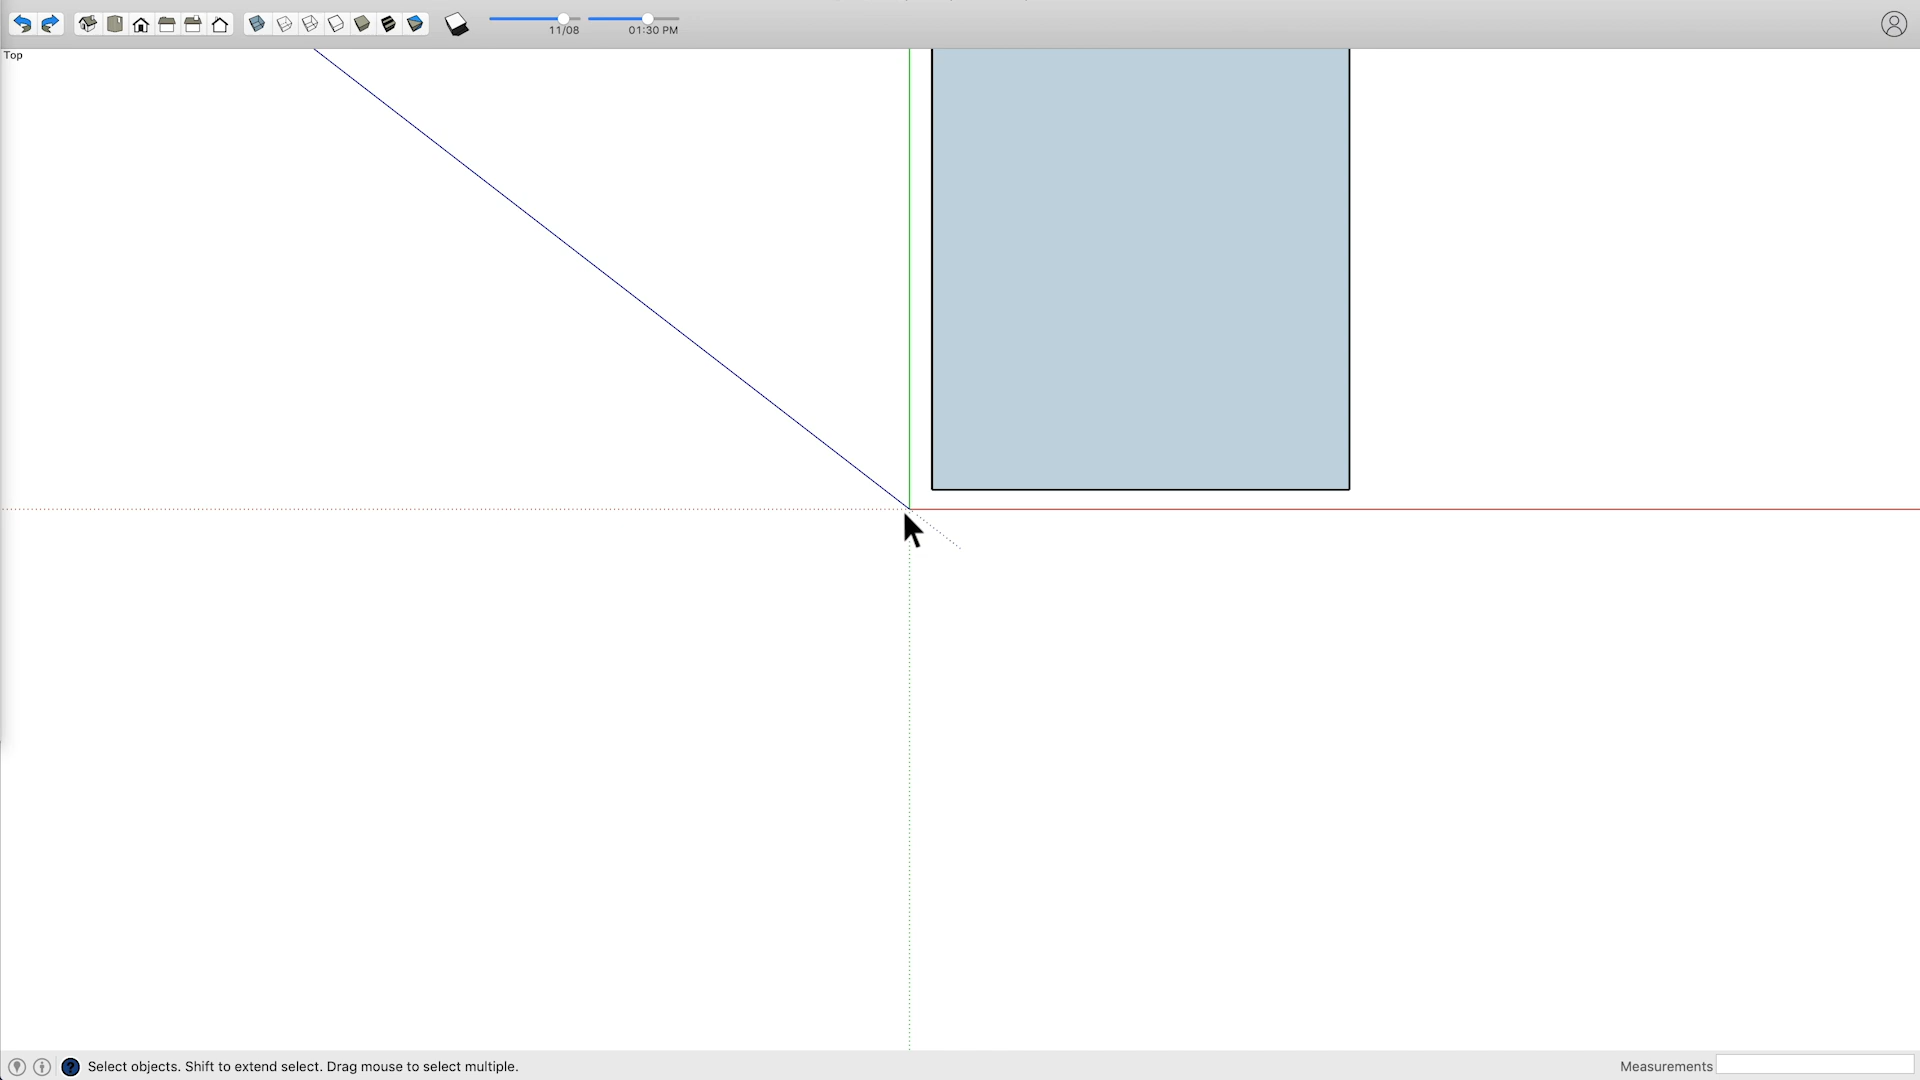 11/08
01:30 PM
Top
Select objects. Shift to extend select. Drag mouse to select multiple.
Measurements